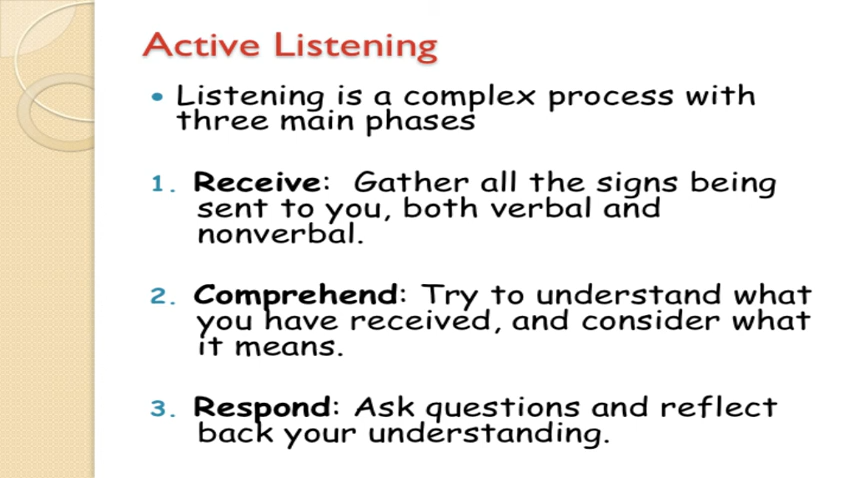 Active Listening
• Listening is a complex process with
three main phases
1. Receive: Gather all the signs being
sent to you, both verbal and
nonverbal.
2. Comprehend: Try to understand what
you have received, and consider what
it means.
3. Respond: Ask questions and reflect
back your understanding.